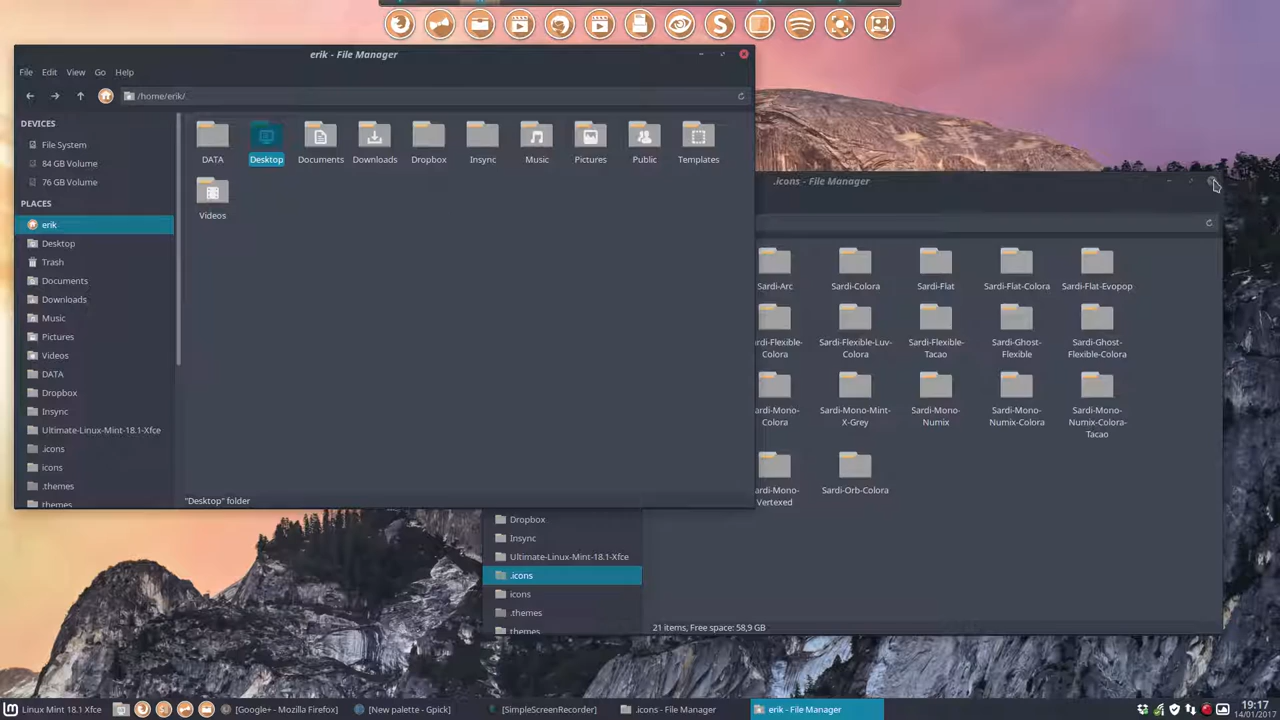 erik - File Manager
File Edit View Go Help
/home/erik/
DEVICES
File System
84 GB Volume
76 GB Volume
PLACES
erik
Desktop
Trash
Documents
Downloads
Music
Pictures
Videos
DATA
Dropbox
Insync
Ultimate-Linux-Mint-18.1-Xfce
.icons
icons
.themes
themes
DATA Desktop Documents Downloads Dropbox Insync Music Pictures Public Templates
Videos
"Desktop" folder
.icons - File Manager
Sardi-Arc Sardi-Colora Sardi-Flat Sardi-Flat-Colora Sardi-Flat-Evopop
ardi-Flexible- Sardi-Flexible-Luv- Sardi-Flexible- Sardi-Ghost- Sardi-Ghost-
Colora Colora Tacao Flexible Flexible-Colora
ardi-Mono- Sardi-Mono-Mint- Sardi-Mono- Sardi-Mono- Sardi-Mono-
Colora X-Grey Numix Numix-Colora Numix-Colora-
Tacao
ardi-Mono- Sardi-Orb-Colora
Vertexed
Dropbox
Insync
Ultimate-Linux-Mint-18.1-Xfce
.icons
icons
.themes
themes
21 items, Free space: 58,9 GB
Linux Mint 18.1 Xfce [Google+ - Mozilla Firefox] [New palette - Gpick] [SimpleScreenRecorder] .icons - File Manager erik - File Manager 19:17
14/01/2017